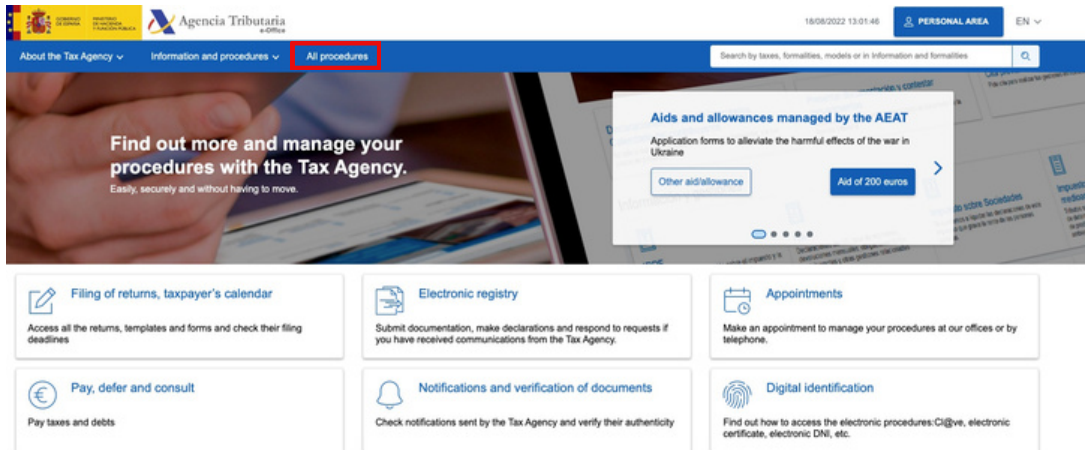 GOBIERNO
DE ESPAÑA
MINISTERIO
DE HACIENDA
Y FUNCIÓN PÚBLICA
Agencia Tributaria
e-Office
18/08/2022 13:01:46
PERSONAL AREA
EN
About the Tax Agency
Information and procedures
All procedures
Search by taxes, formalities, models or in Information and formalities
Find out more and manage your
procedures with the Tax Agency.
Easily, securely and without having to move.
Aids and allowances managed by the AEAT
Application forms to alleviate the harmful effects of the war in
Ukraine
Other aid/allowance
Aid of 200 euros
Filing of returns, taxpayer's calendar
Access all the returns, templates and forms and check their filing
deadlines
Electronic registry
Submit documentation, make declarations and respond to requests if
you have received communications from the Tax Agency.
Appointments
Make an appointment to manage your procedures at our offices or by
telephone.
Pay, defer and consult
Pay taxes and debts
Notifications and verification of documents
Check notifications sent by the Tax Agency and verify their authenticity
Digital identification
Find out how to access the electronic procedures:Cl@ve, electronic
certificate, electronic DNI, etc.